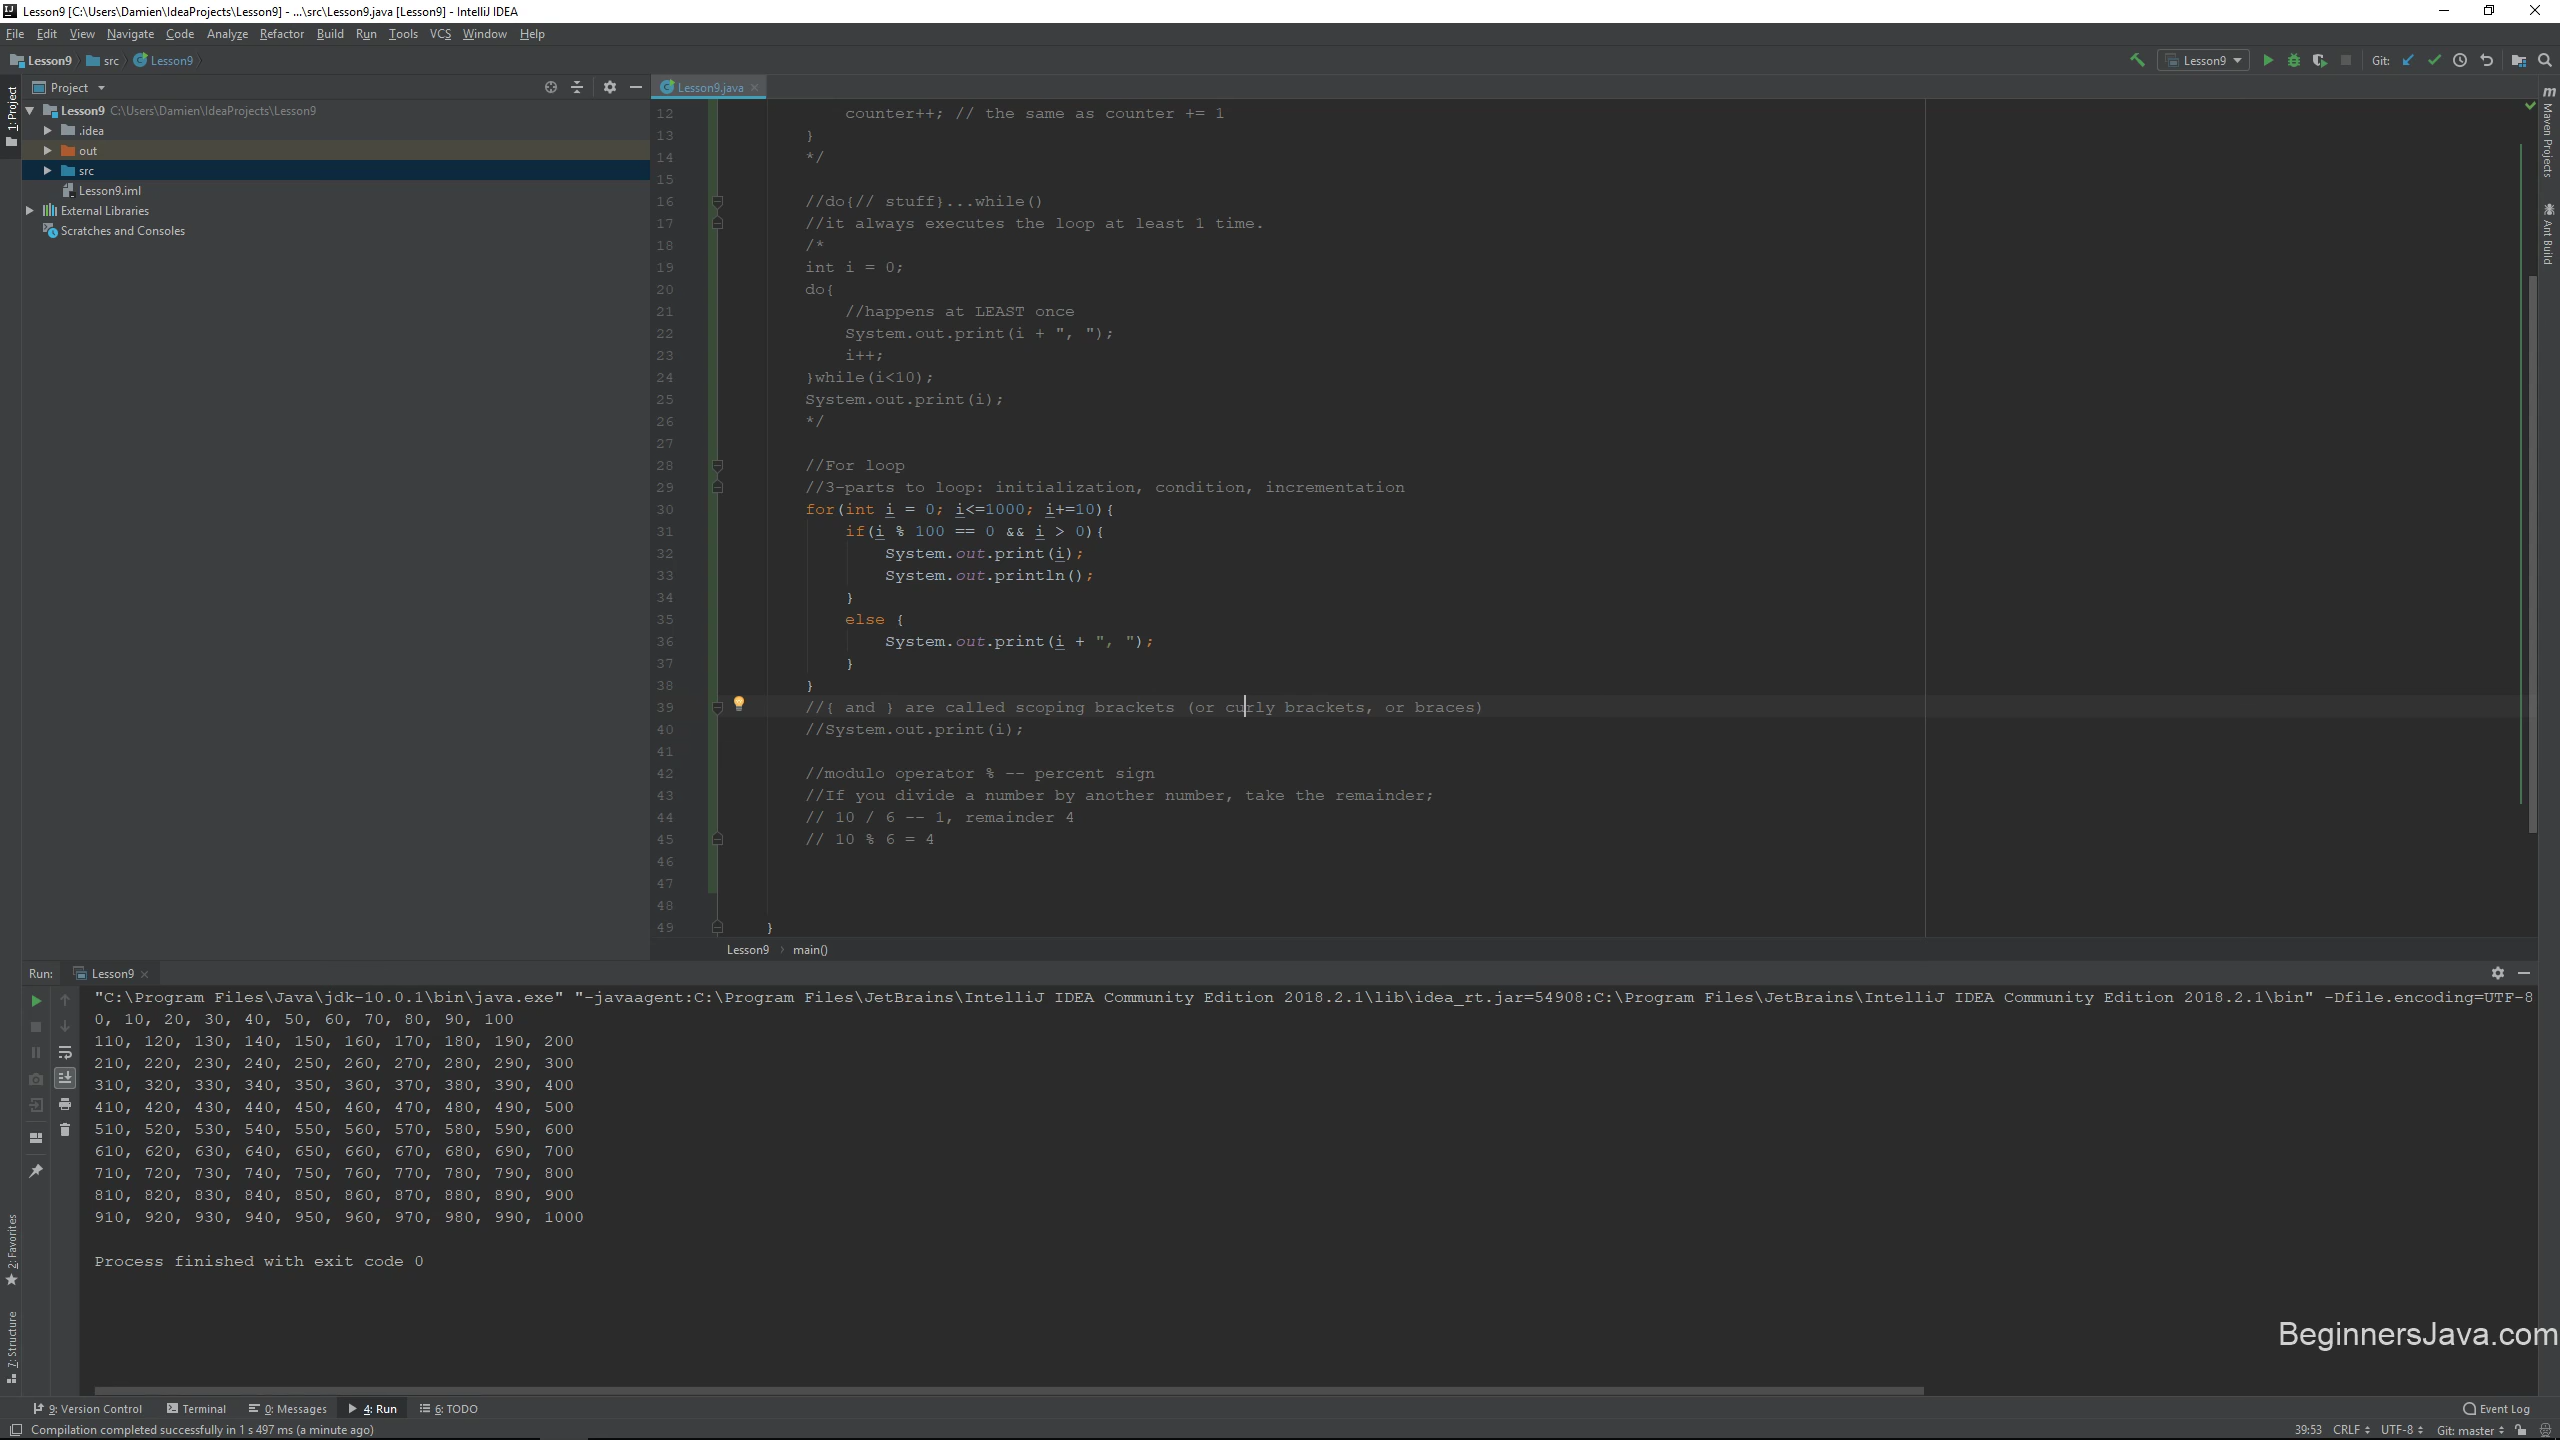 Lesson9 [C:\Users\Damien\IdeaProjects\Lesson9] - ...\src\Lesson9.java [Lesson9] - IntelliJ IDEA
File Edit View Navigate Code Analyze Refactor Build Run Tools VCS Window Help
Lesson9 src Lesson9
Lesson9 Git:
1: Project
Project
Lesson9 C:\Users\Damien\IdeaProjects\Lesson9
.idea
out
src
Lesson9.iml
External Libraries
Scratches and Consoles
Lesson9.java
12 counter++; // the same as counter += 1
13 }
14 */
15
16 //do{// stuff}...while()
17 //it always executes the loop at least 1 time.
18 /*
19 int i = 0;
20 do{
21 //happens at LEAST once
22 System.out.print(i + ", ");
23 i++;
24 }while(i<10);
25 System.out.print(i);
26 */
27
28 //For loop
29 //3-parts to loop: initialization, condition, incrementation
30 for(int i = 0; i<=1000; i+=10){
31 if(i % 100 == 0 && i > 0){
32 System.out.print(i);
33 System.out.println();
34 }
35 else {
36 System.out.print(i + ", ");
37 }
38 }
39 //{ and } are called scoping brackets (or curly brackets, or braces)
40 //System.out.print(i);
41
42 //modulo operator % -- percent sign
43 //If you divide a number by another number, take the remainder;
44 // 10 / 6 -- 1, remainder 4
45 // 10 % 6 = 4
46
47
48
49 }
Lesson9 main()
m Maven Projects
Ant Build
Run: Lesson9
"C:\Program Files\Java\jdk-10.0.1\bin\java.exe" "-javaagent:C:\Program Files\JetBrains\IntelliJ IDEA Community Edition 2018.2.1\lib\idea_rt.jar=54908:C:\Program Files\JetBrains\IntelliJ IDEA Community Edition 2018.2.1\bin" -Dfile.encoding=UTF-8
0, 10, 20, 30, 40, 50, 60, 70, 80, 90, 100
110, 120, 130, 140, 150, 160, 170, 180, 190, 200
210, 220, 230, 240, 250, 260, 270, 280, 290, 300
310, 320, 330, 340, 350, 360, 370, 380, 390, 400
410, 420, 430, 440, 450, 460, 470, 480, 490, 500
510, 520, 530, 540, 550, 560, 570, 580, 590, 600
610, 620, 630, 640, 650, 660, 670, 680, 690, 700
710, 720, 730, 740, 750, 760, 770, 780, 790, 800
810, 820, 830, 840, 850, 860, 870, 880, 890, 900
910, 920, 930, 940, 950, 960, 970, 980, 990, 1000
Process finished with exit code 0
2: Favorites
7: Structure
BeginnersJava.com
9: Version Control Terminal 0: Messages 4: Run 6: TODO Event Log
Compilation completed successfully in 1 s 497 ms (a minute ago) 39:53 CRLF UTF-8 Git: master